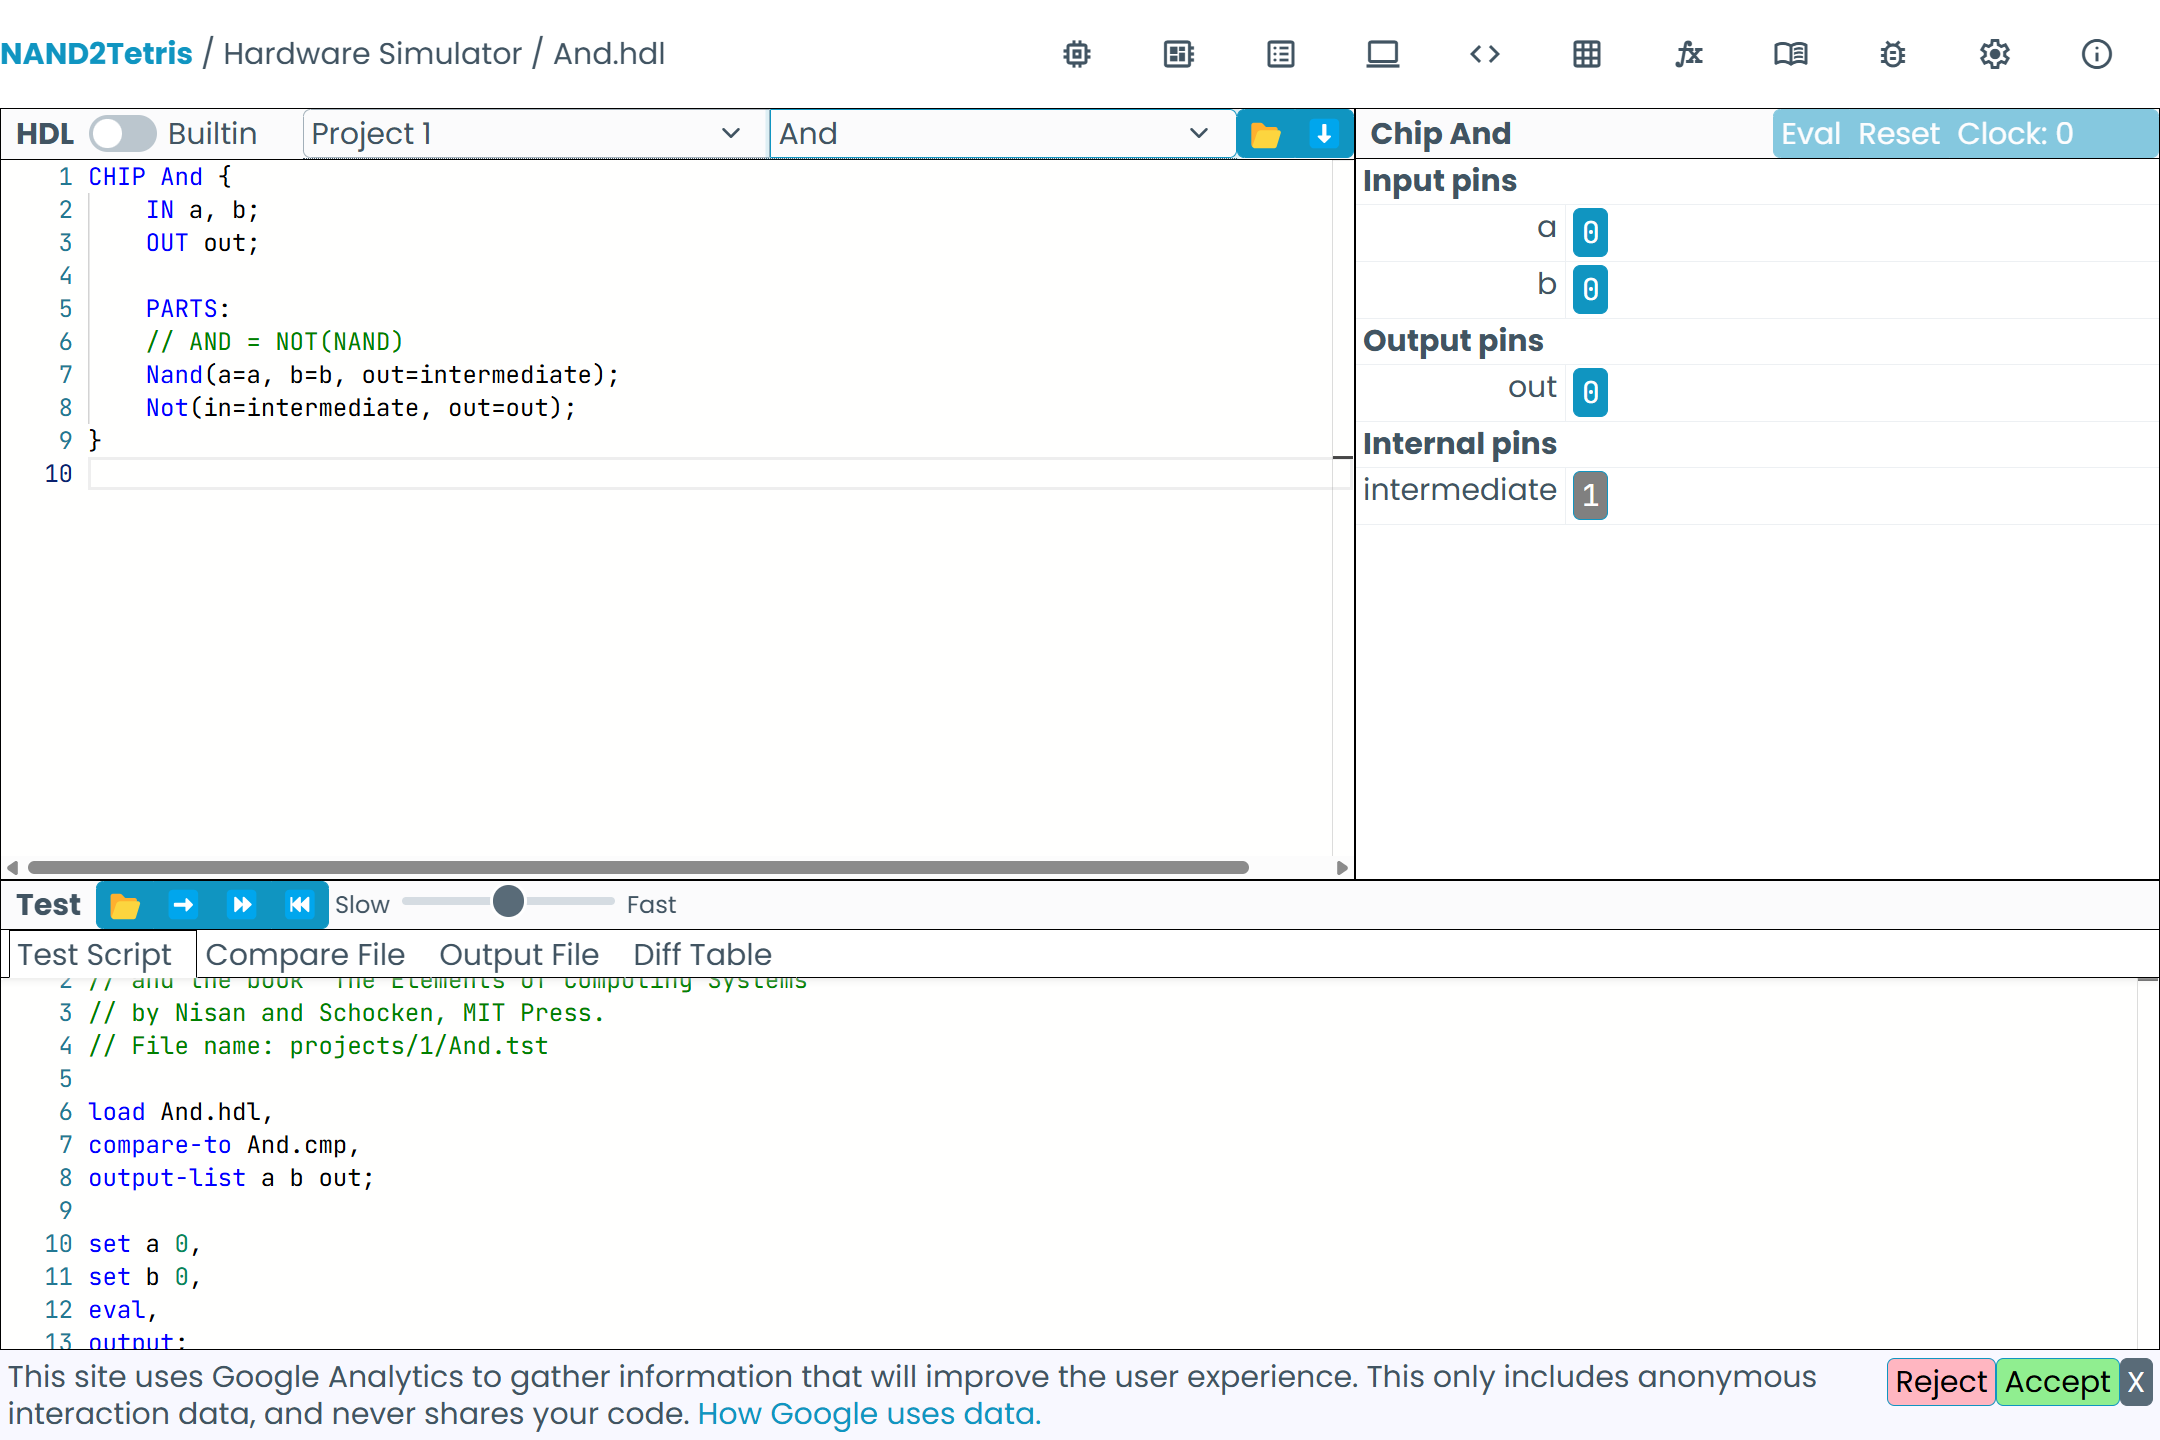 NAND2Tetris / Hardware Simulator / And.hdl
HDL Builtin Project 1 And
1 CHIP And {
2 IN a, b;
3 OUT out;
4
5 PARTS:
6 // AND = NOT(NAND)
7 Nand(a=a, b=b, out=intermediate);
8 Not(in=intermediate, out=out);
9 }
10
Chip And Eval Reset Clock: 0
Input pins
a 0
b 0
Output pins
out 0
Internal pins
intermediate 1
Test Slow Fast
Test Script Compare File Output File Diff Table
2 // and the book "The Elements of Computing Systems"
3 // by Nisan and Schocken, MIT Press.
4 // File name: projects/1/And.tst
5
6 load And.hdl,
7 compare-to And.cmp,
8 output-list a b out;
9
10 set a 0,
11 set b 0,
12 eval,
13 output;
This site uses Google Analytics to gather information that will improve the user experience. This only includes anonymous
interaction data, and never shares your code. How Google uses data.
Reject Accept X